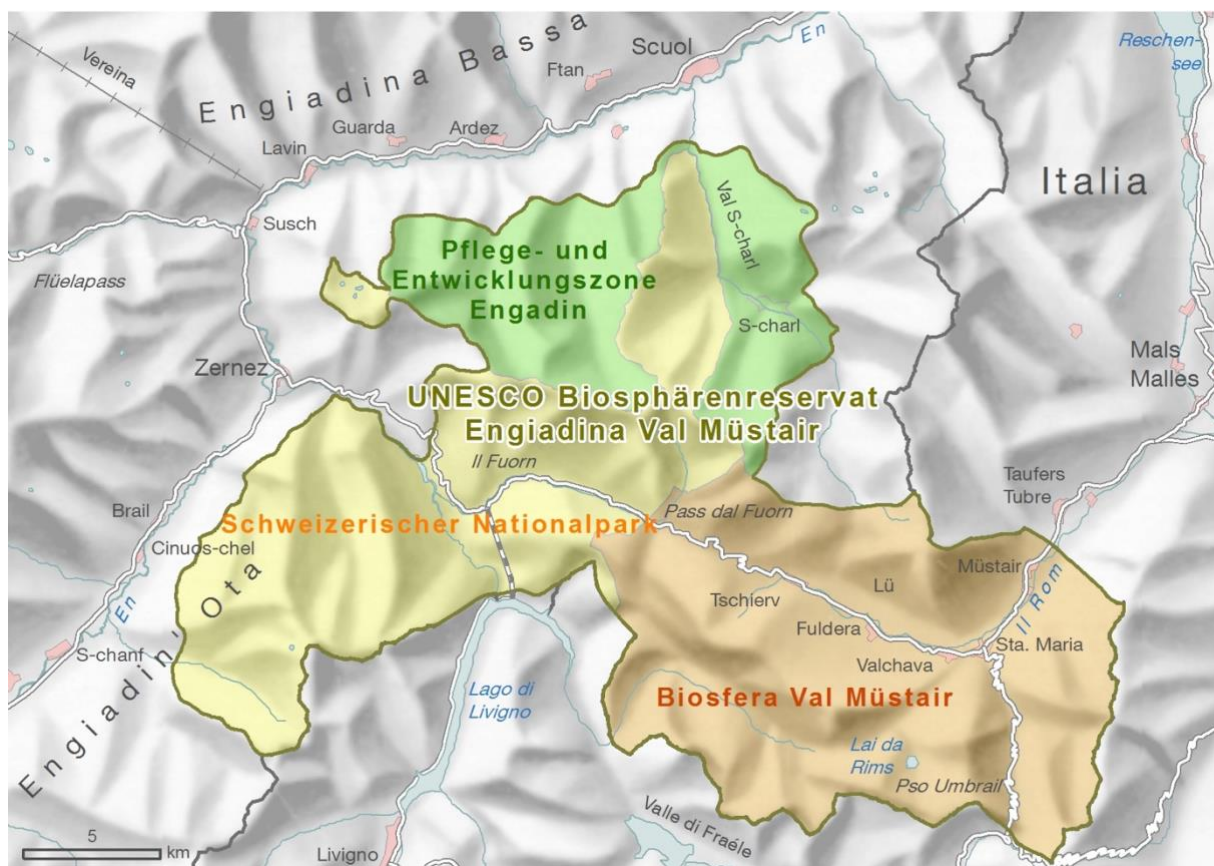 Vereina
Engiadina Bassa
Scuol
En
Ftan
Reschen-
see
Guarda
Ardez
Lavin
Italia
Susch
Val S-charl
Flüelapass
Pflege- und
Entwicklungszone
Engadin
S-charl
Zernez
Mals
Malles
UNESCO Biosphärenreservat
Engiadina Val Müstair
Il Fuorn
Taufers
Tubre
Brail
Pass dal Fuorn
Schweizerischer Nationalpark
Cinuos-chel
Müstair
Lü
Il Rom
Tschierv
En
Engiadin' Ota
Fuldera
Sta. Maria
S-chanf
Valchava
Lago di
Livigno
Biosfera Val Müstair
Lai da
Rims
Pso Umbrail
Valle di Fraéle
5
km
Livigno